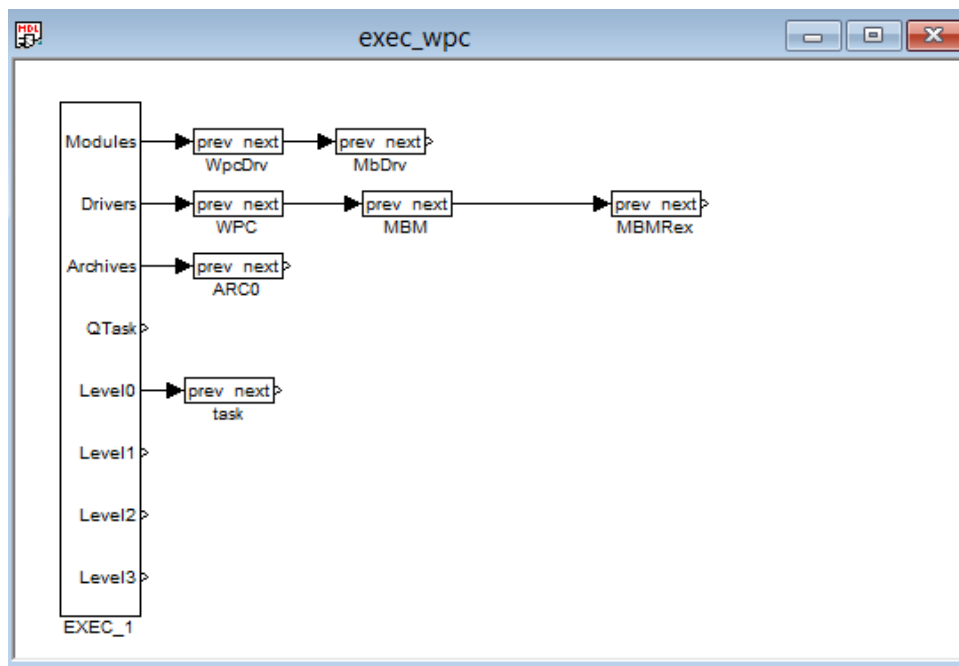 MDL
exec_wpc
Modules prev next prev next
WpcDrv MbDrv
Drivers prev next prev next prev next
WPC MBM MBMRex
Archives prev next
ARC0
QTask
Level0 prev next
task
Level1
Level2
Level3
EXEC_1